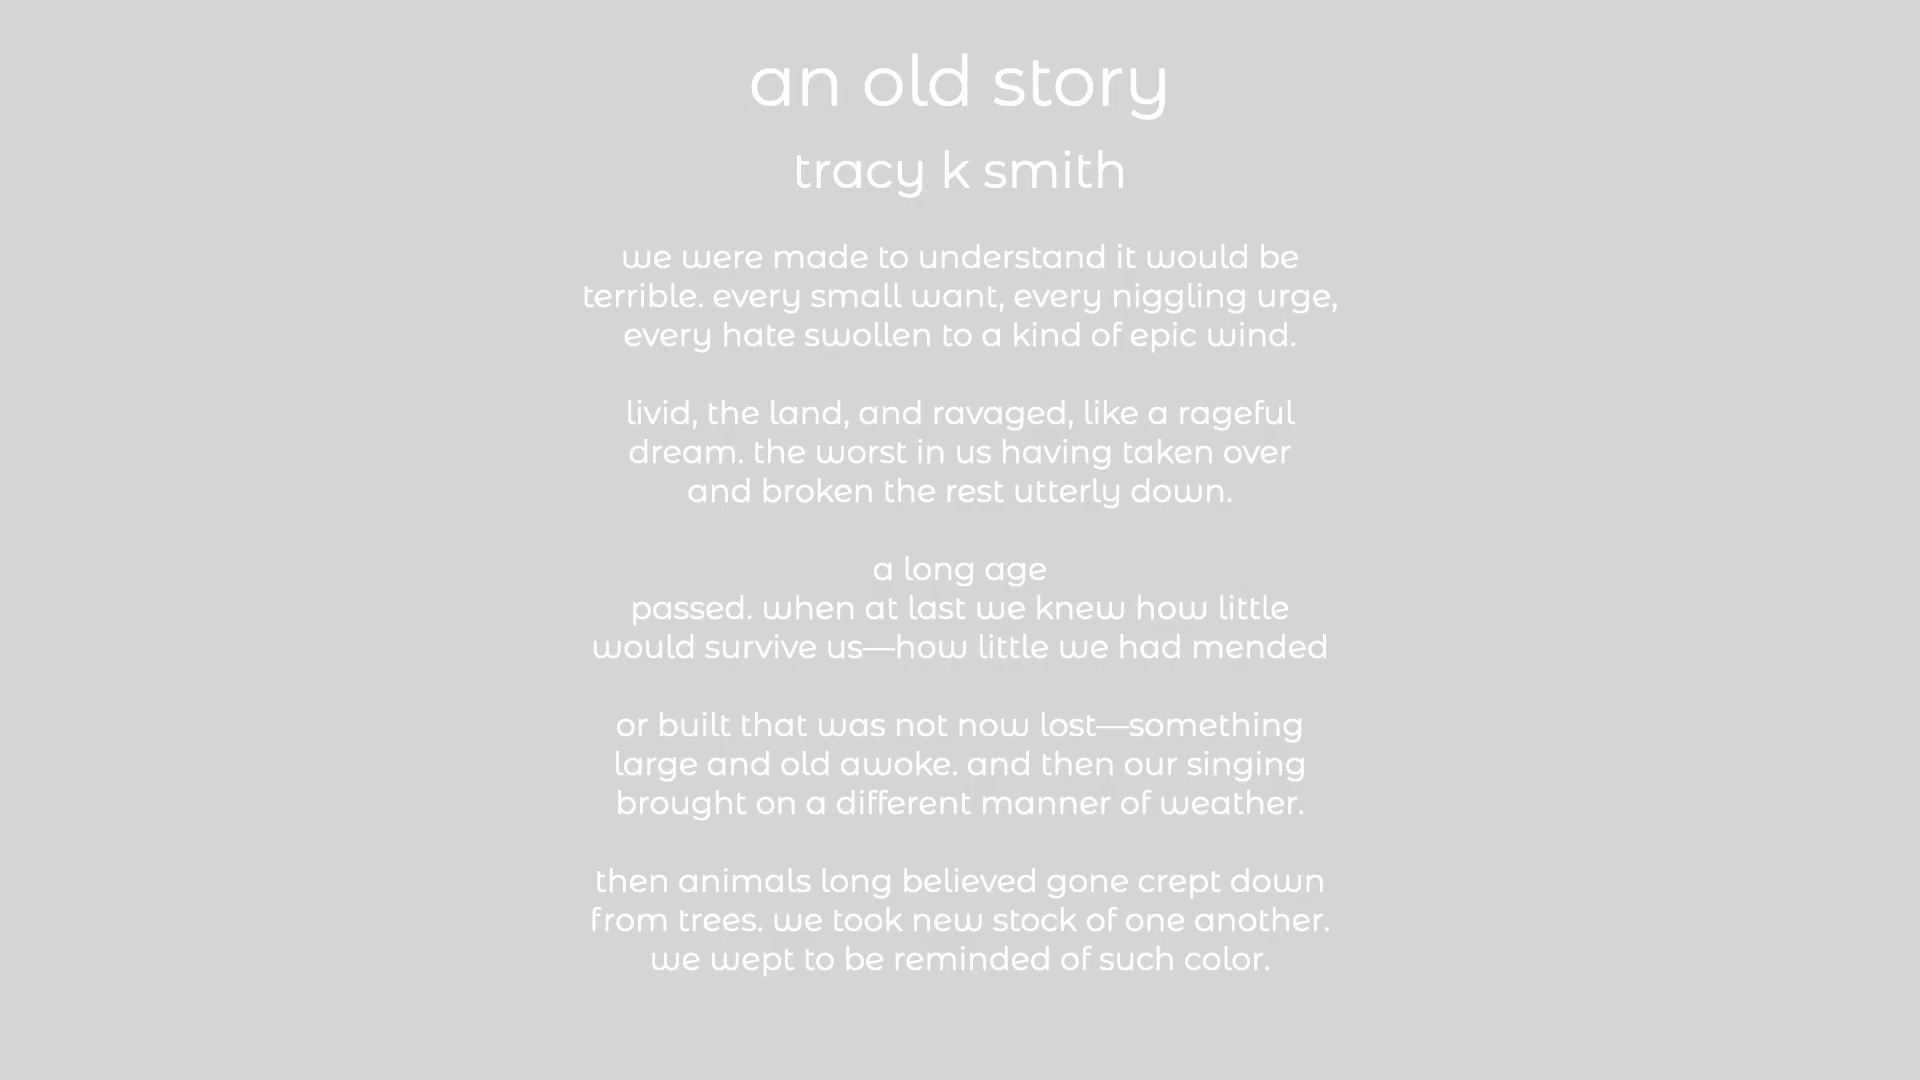 an old story
tracy k smith
we were made to understand it would be
terrible. every small want, every niggling urge,
every hate swollen to a kind of epic wind.
livid, the land, and ravaged, like a rageful
dream. the worst in us having taken over
and broken the rest utterly down.
a long age
passed. when at last we knew how little
would survive us—how little we had mended
or built that was not now lost—something
large and old awoke. and then our singing
brought on a different manner of weather.
then animals long believed gone crept down
from trees. we took new stock of one another.
we wept to be reminded of such color.